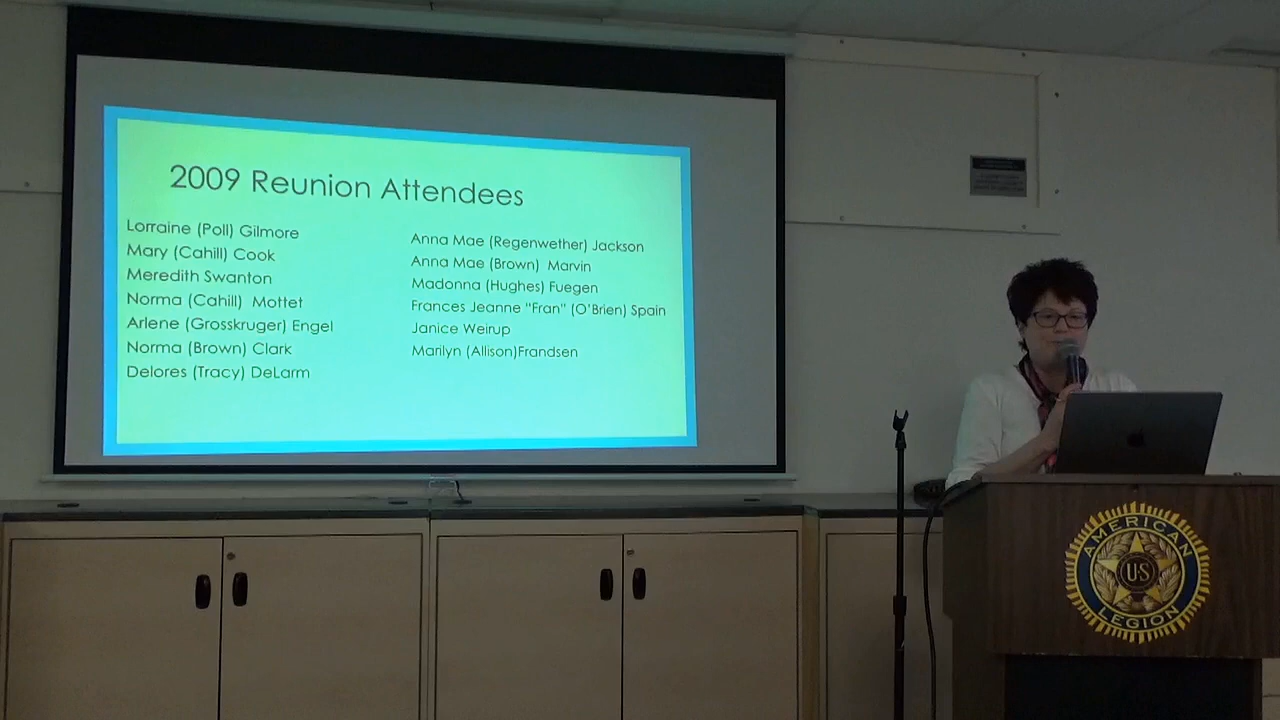 2009 Reunion Attendees
Lorraine (Poll) Gilmore
Mary (Cahill) Cook
Meredith Swanton
Norma (Cahill) Mottet
Arlene (Grosskruger) Engel
Norma (Brown) Clark
Delores (Tracy) DeLarm
Anna Mae (Regenwether) Jackson
Anna Mae (Brown) Marvin
Madonna (Hughes) Fuegen
Frances Jeanne "Fran" (O'Brien) Spain
Janice Weirup
Marilyn (Allison)Frandsen
AMERICAN
U.S
LEGION